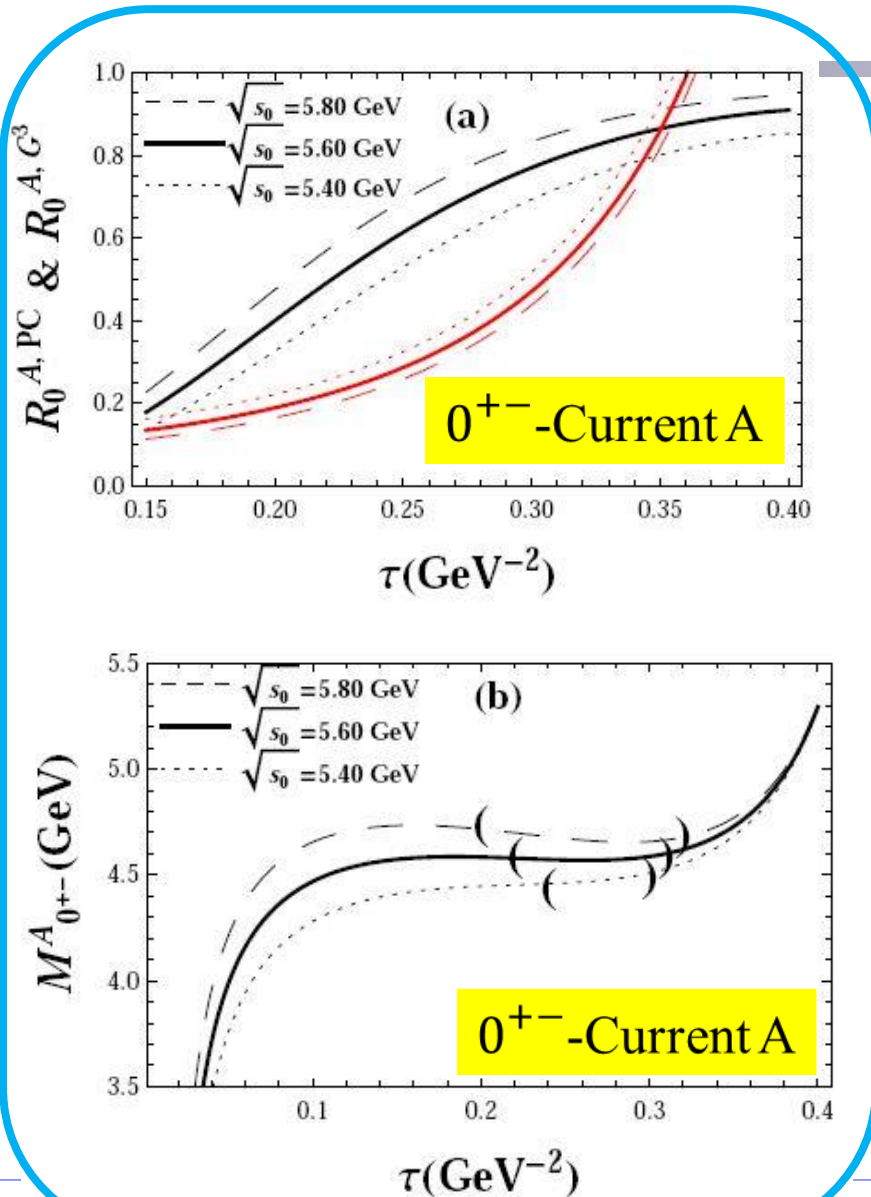 R₀^{A, PC} & R₀^{A, G³}
1.0
0.8
0.6
0.4
0.2
0.0
√s₀ = 5.80 GeV
√s₀ = 5.60 GeV
√s₀ = 5.40 GeV
(a)
0⁺⁻ -Current A
0.15 0.20 0.25 0.30 0.35 0.40
τ(GeV⁻²)
M^A_{0⁺⁻}(GeV)
5.5
5.0
4.5
4.0
3.5
√s₀ = 5.80 GeV
√s₀ = 5.60 GeV
√s₀ = 5.40 GeV
(b)
0⁺⁻ -Current A
0.1 0.2 0.3 0.4
τ(GeV⁻²)